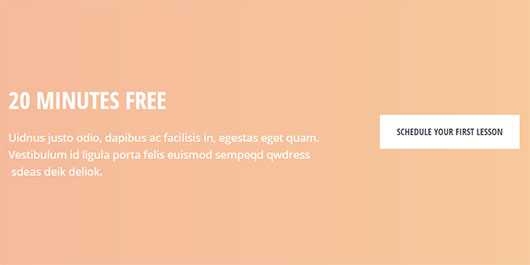 20 MINUTES FREE
Uidnus justo odio, dapibus ac facilisis in, egestas eget quam.
Vestibulum id ligula porta felis euismod sempeqd qwdress
sdeas deik deliok.
SCHEDULE YOUR FIRST LESSON